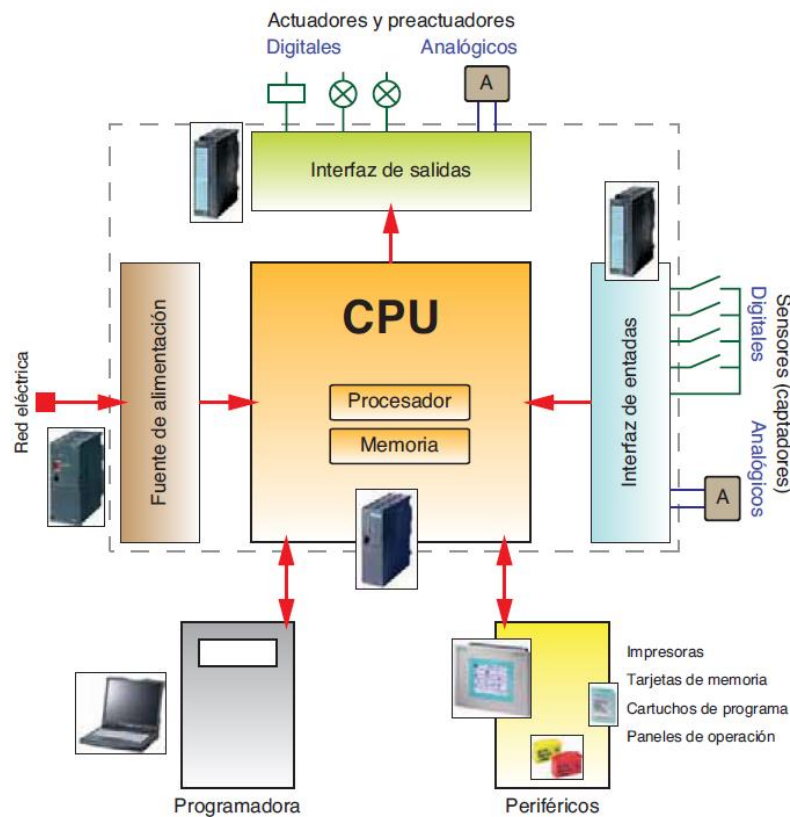 Actuadores y preactuadores
Digitales
Analógicos
A
Interfaz de salidas
CPU
Procesador
Memoria
Red eléctrica
Fuente de alimentación
Interfaz de entadas
Digitales
Analógicos
Sensores (captadores)
A
Impresoras
Tarjetas de memoria
Cartuchos de programa
Paneles de operación
Programadora
Periféricos